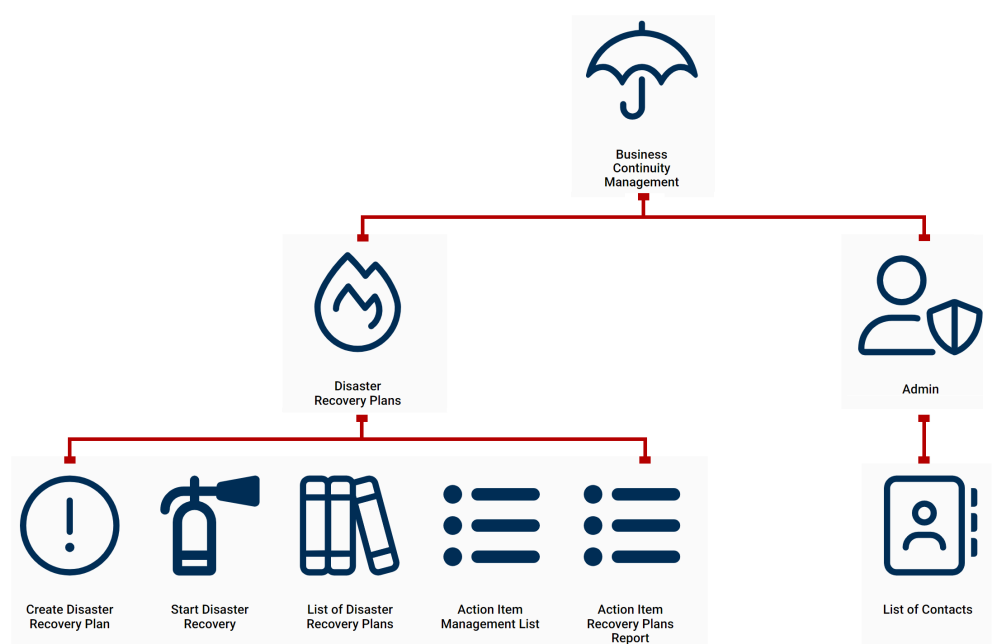 Business
Continuity
Management
Disaster
Recovery Plans
Admin
Create Disaster
Recovery Plan
Start Disaster
Recovery
List of Disaster
Recovery Plans
Action Item
Management List
Action Item
Recovery Plans
Report
List of Contacts